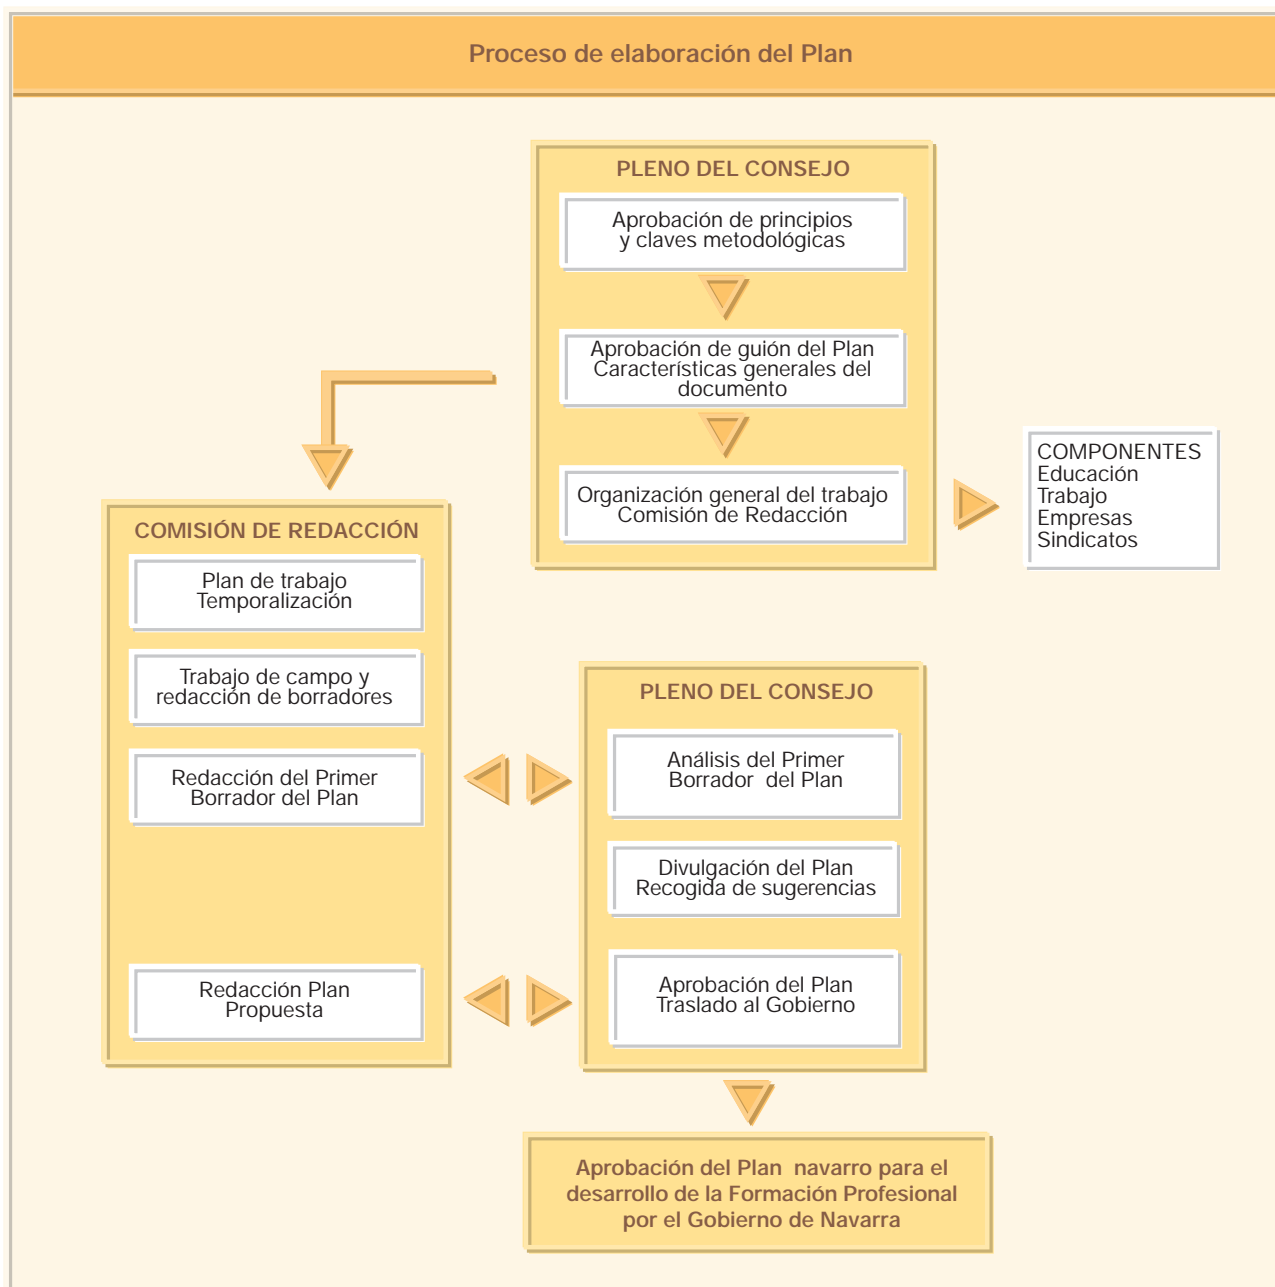 Proceso de elaboración del Plan
PLENO DEL CONSEJO
Aprobación de principios
y claves metodológicas
Aprobación de guión del Plan
Características generales del
documento
Organización general del trabajo
Comisión de Redacción
COMPONENTES
Educación
Trabajo
Empresas
Sindicatos
COMISIÓN DE REDACCIÓN
Plan de trabajo
Temporalización
Trabajo de campo y
redacción de borradores
Redacción del Primer
Borrador del Plan
Redacción Plan
Propuesta
PLENO DEL CONSEJO
Análisis del Primer
Borrador del Plan
Divulgación del Plan
Recogida de sugerencias
Aprobación del Plan
Traslado al Gobierno
Aprobación del Plan navarro para el
desarrollo de la Formación Profesional
por el Gobierno de Navarra